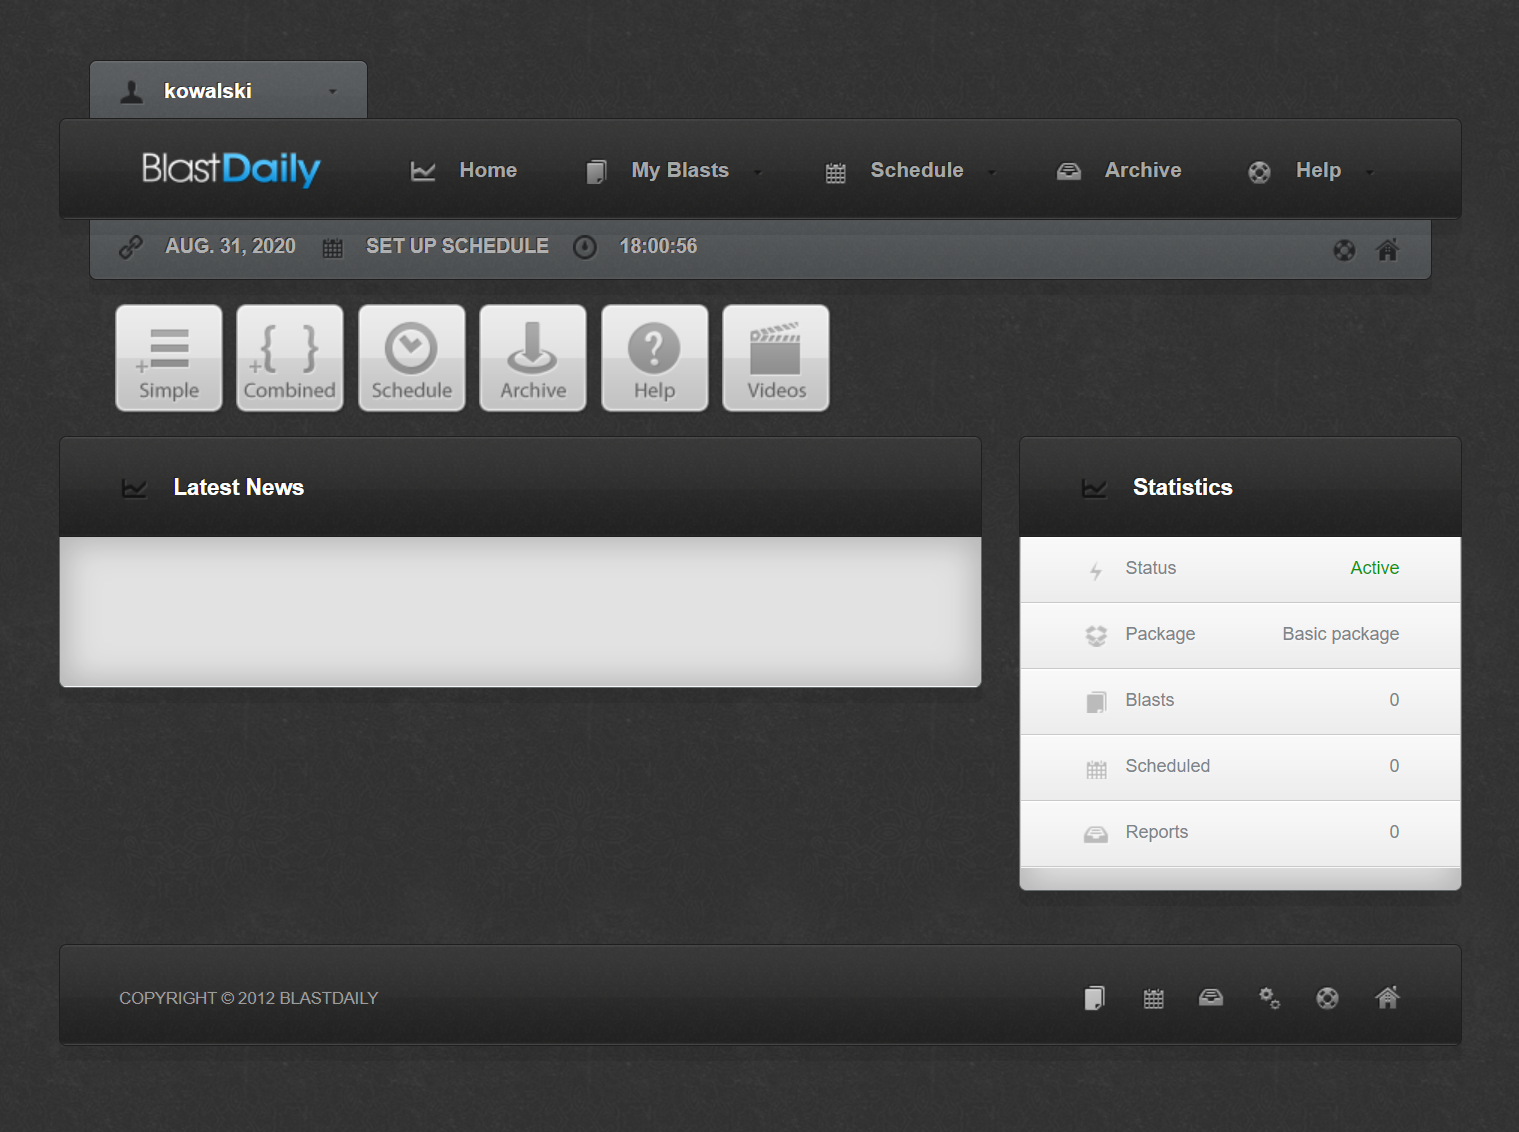 kowalski
BlastDaily Home My Blasts Schedule Archive Help
AUG. 31, 2020 SET UP SCHEDULE 18:00:56
Simple Combined Schedule Archive Help Videos
Latest News
Statistics
Status Active
Package Basic package
Blasts 0
Scheduled 0
Reports 0
COPYRIGHT © 2012 BLASTDAILY